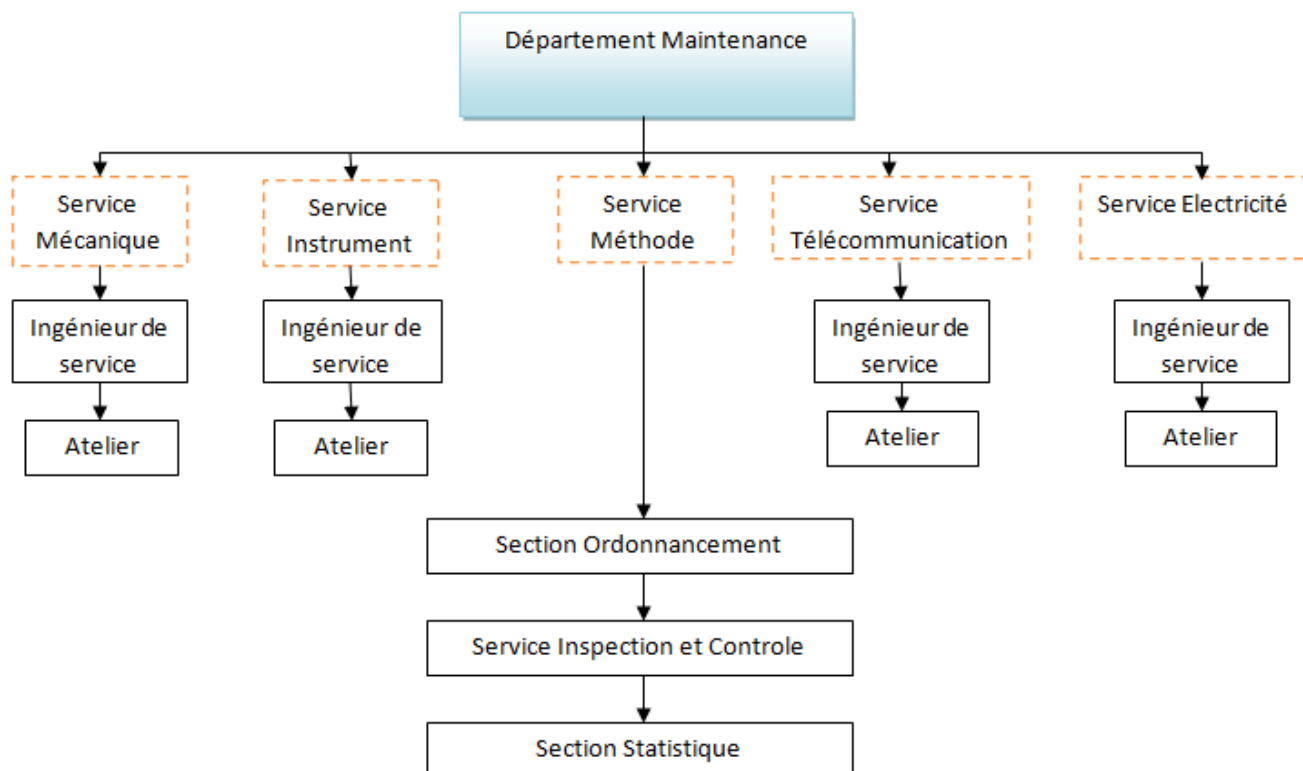 Département Maintenance
Service
Mécanique
Service
Instrument
Service
Méthode
Service
Télécommunication
Service Electricité
Ingénieur de
service
Ingénieur de
service
Ingénieur de
service
Ingénieur de
service
Atelier
Atelier
Atelier
Atelier
Section Ordonnancement
Service Inspection et Controle
Section Statistique